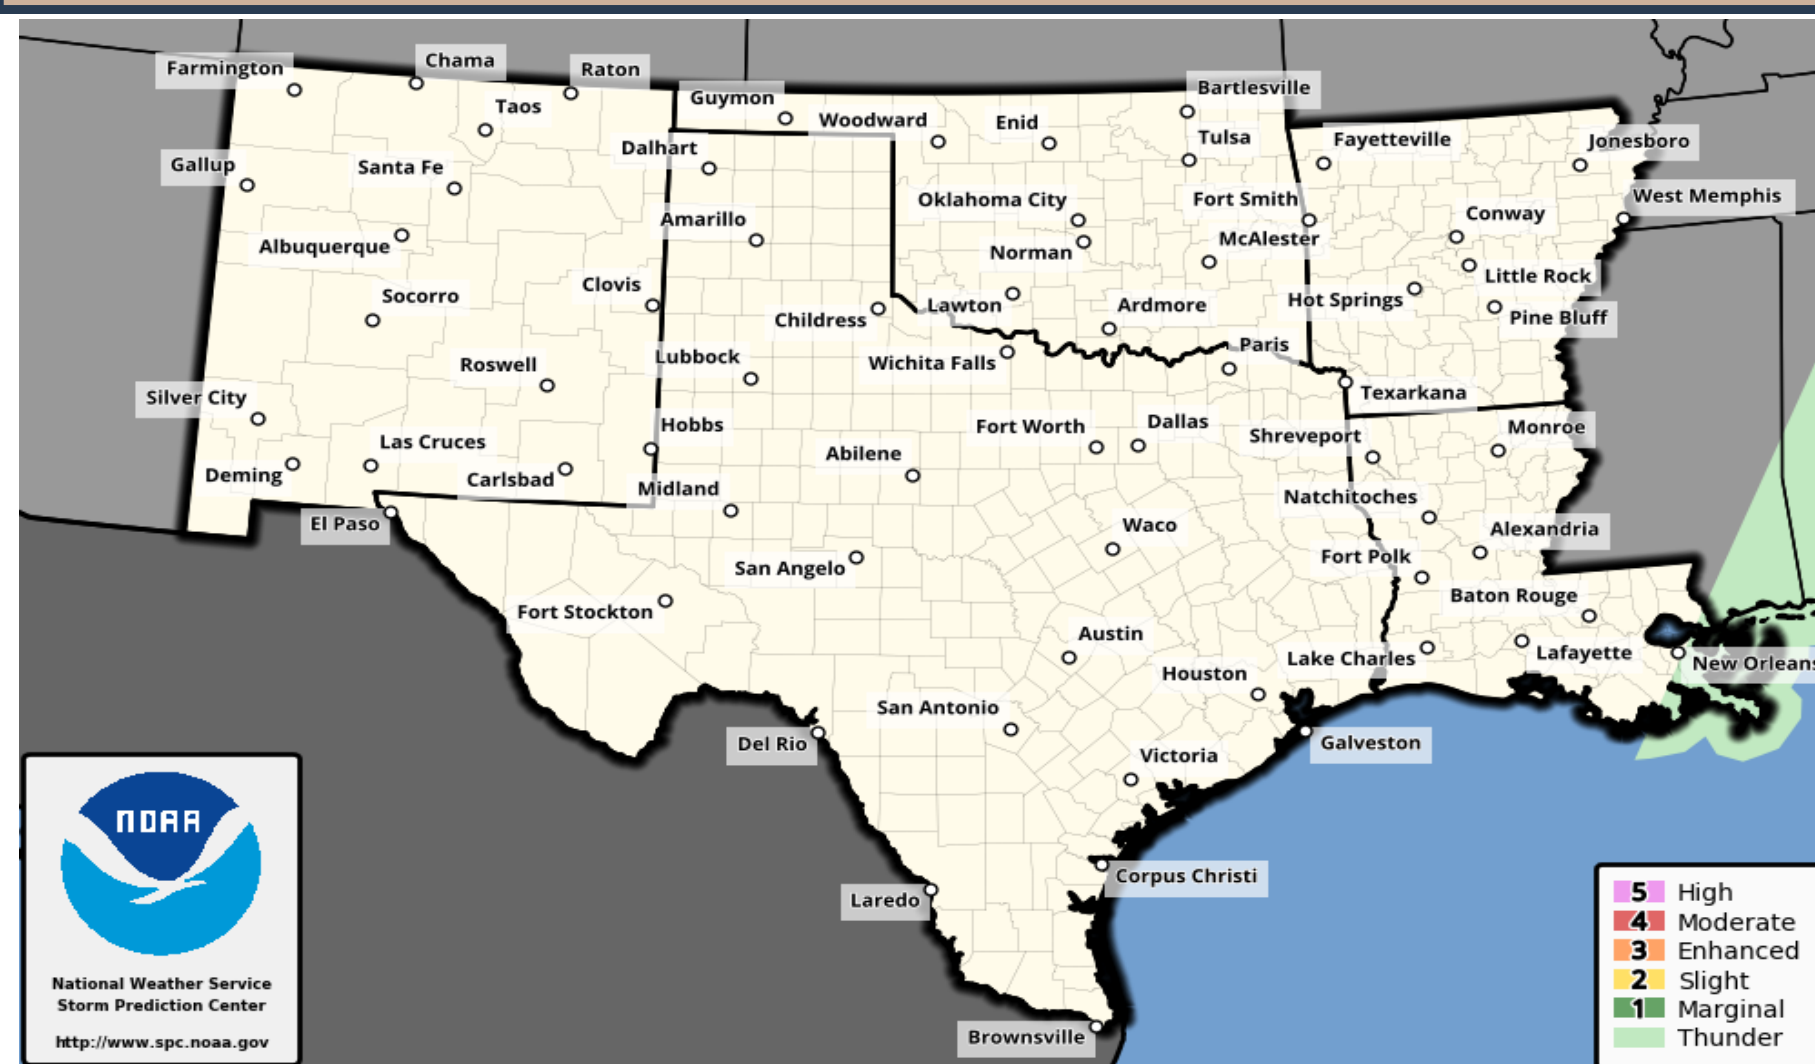 Farmington
Chama
Raton
Taos
Guymon
Woodward
Enid
Bartlesville
Tulsa
Fayetteville
Jonesboro
Gallup
Santa Fe
Dalhart
Amarillo
Oklahoma City
Fort Smith
West Memphis
Conway
Albuquerque
Norman
McAlester
Little Rock
Socorro
Clovis
Childress
Lawton
Ardmore
Hot Springs
Pine Bluff
Roswell
Lubbock
Wichita Falls
Paris
Texarkana
Silver City
Las Cruces
Hobbs
Abilene
Fort Worth
Dallas
Shreveport
Monroe
Deming
Carlsbad
Midland
Natchitoches
El Paso
Waco
Alexandria
San Angelo
Fort Polk
Fort Stockton
Baton Rouge
Austin
Lake Charles
Lafayette
New Orleans
Houston
San Antonio
Del Rio
Victoria
Galveston
Corpus Christi
Laredo
Brownsville
NOAA
National Weather Service
Storm Prediction Center
http://www.spc.noaa.gov
5 High
4 Moderate
3 Enhanced
2 Slight
1 Marginal
Thunder